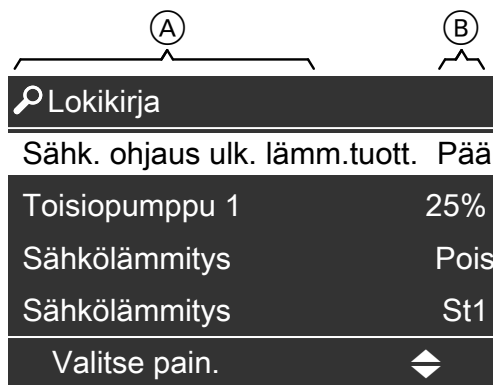 A B
Lokikirja
Sähk. ohjaus ulk. lämm.tuott. Pää
Toisiopumppu 1 25%
Sähkölämmitys Pois
Sähkölämmitys St1
Valitse pain.